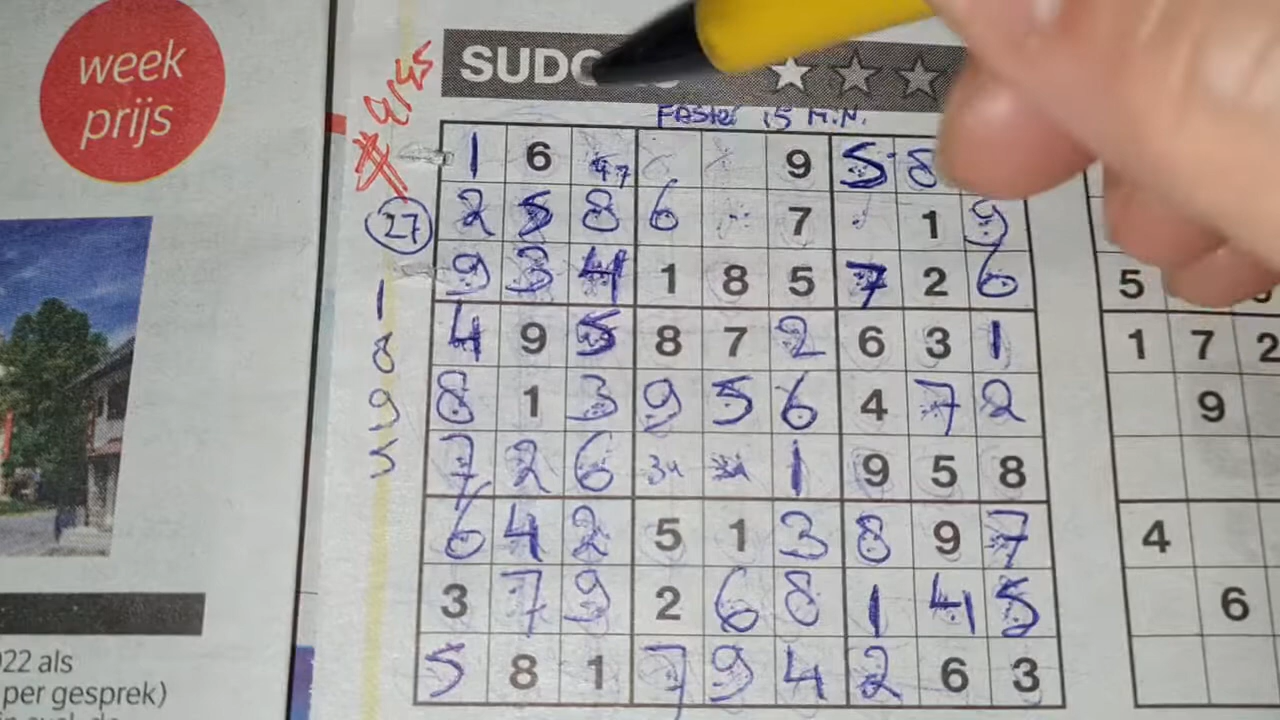 week
prijs
# 4145
SUDO
FASter 15 M.N.
1 6 47 9 5 8
27 2 5 8 6 7 1 9
9 3 4 1 8 5 7 2 6
4 9 5 8 7 2 6 3 1
8 1 3 9 5 6 4 7 2
7 2 6 34 1 9 5 8
6 4 2 5 1 3 8 9 7
3 7 9 2 6 8 1 4 5
5 8 1 7 9 4 2 6 3
5
1 7 2
9
4
6
022 als
per gesprek)